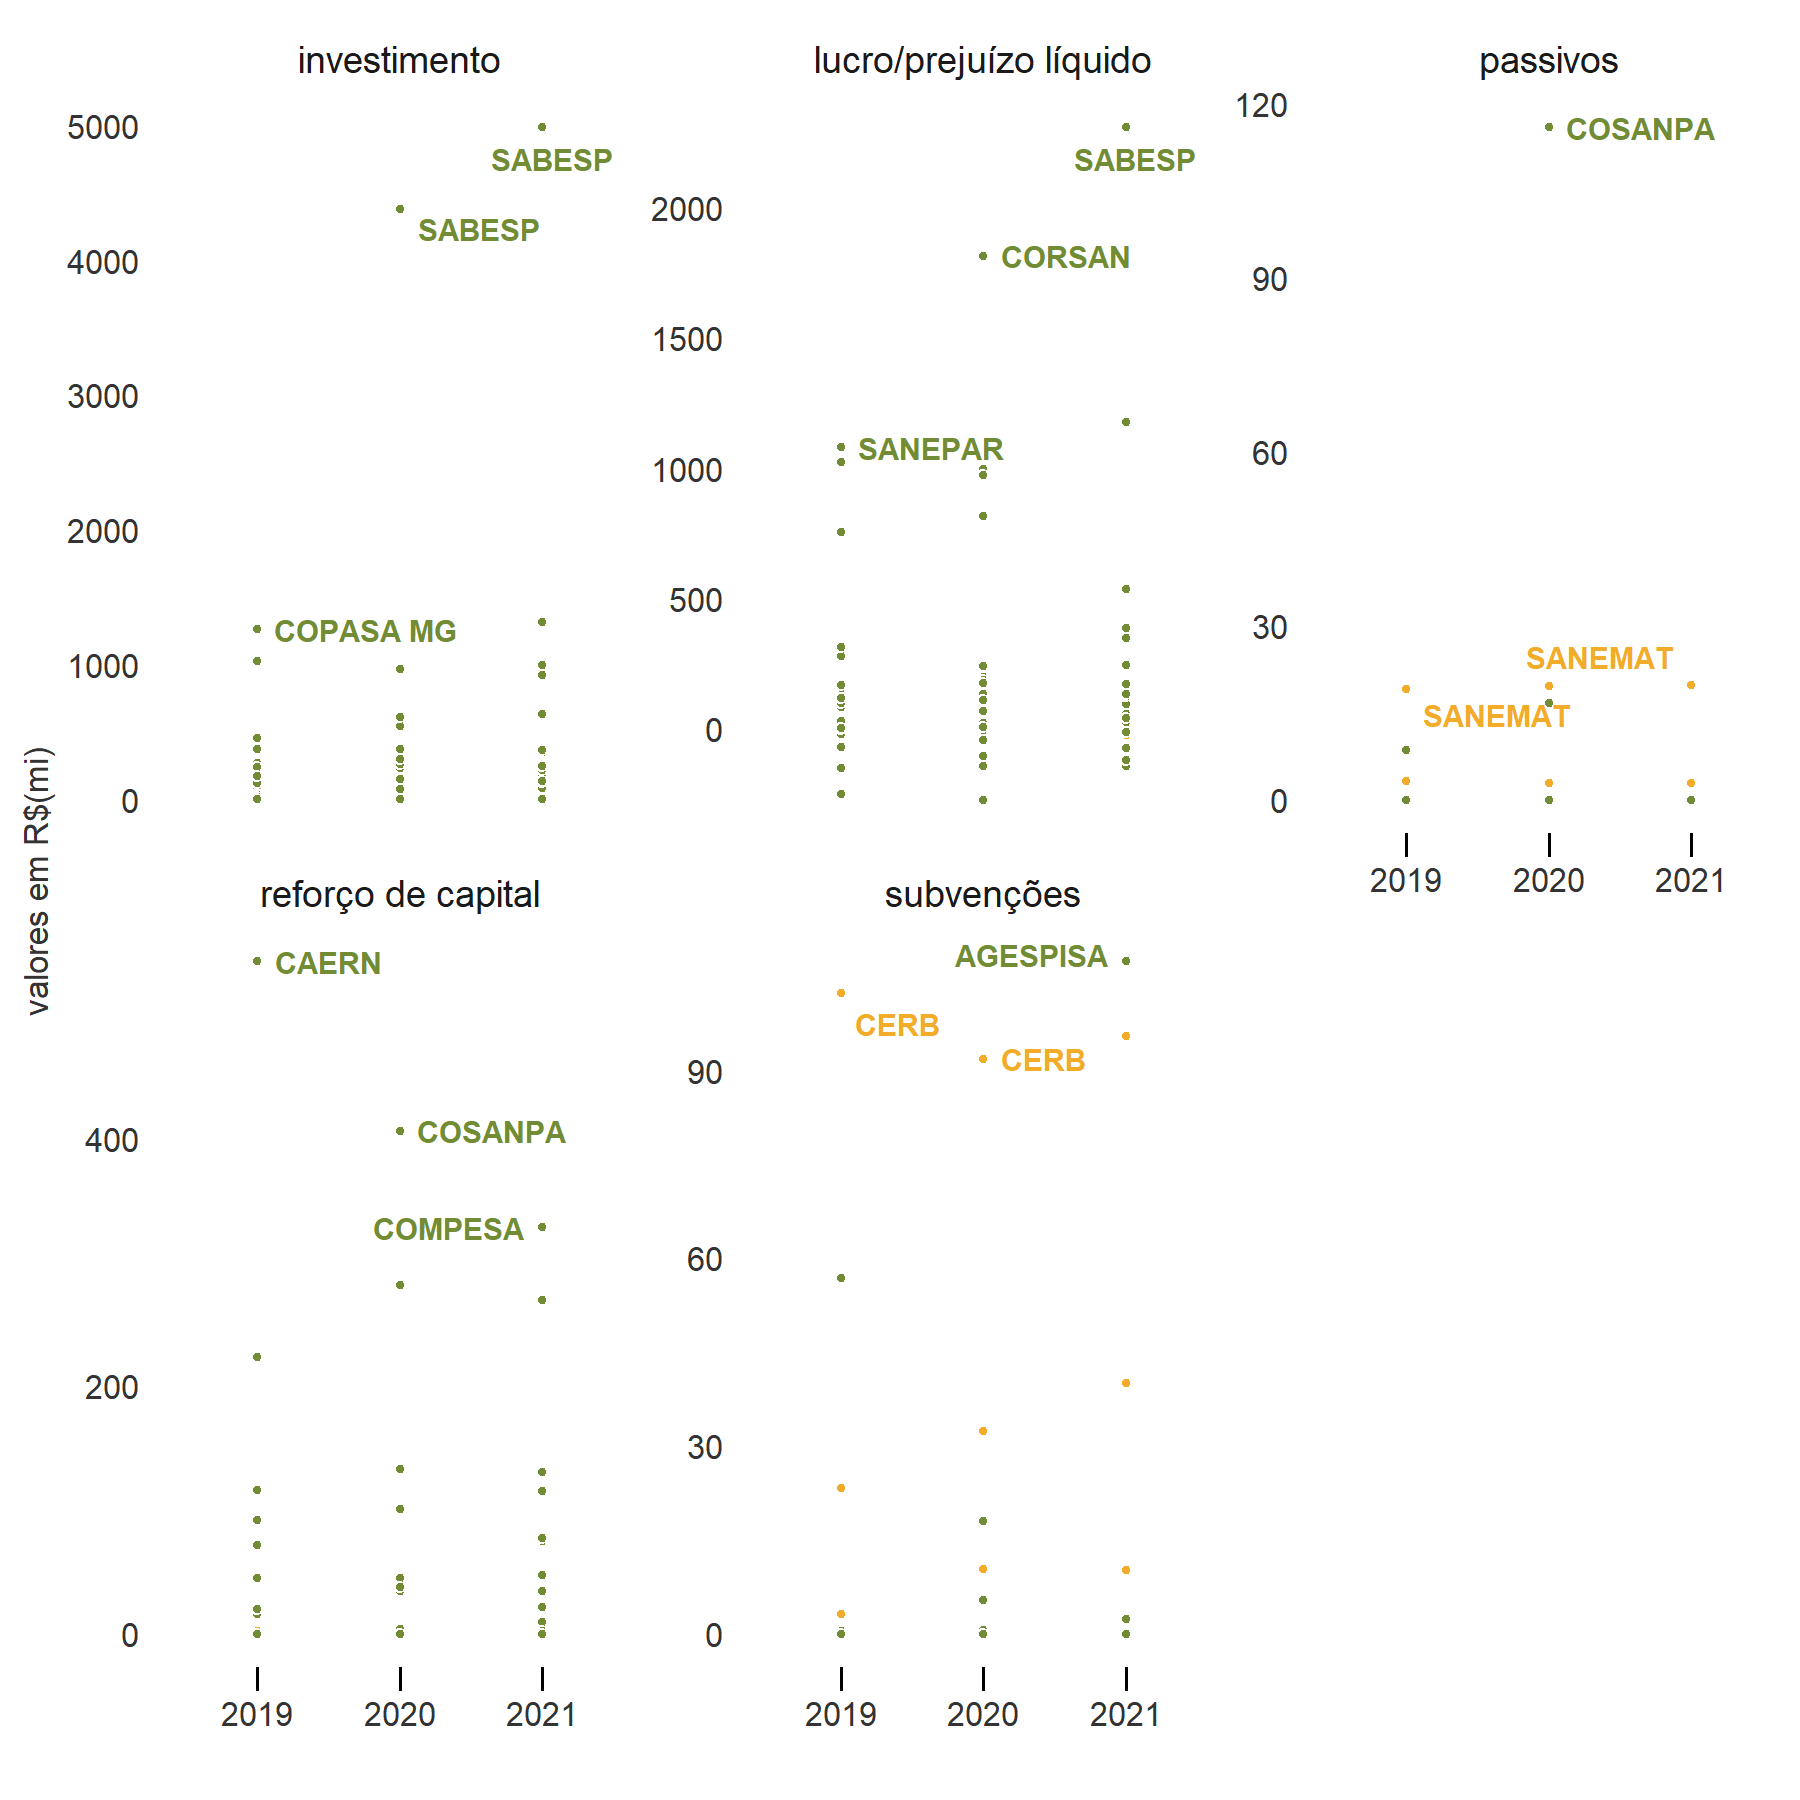 investimento
lucro/prejuízo líquido
passivos
5000
4000
3000
2000
1000
0
SABESP
SABESP
COPASA MG
2000
1500
1000
500
0
SABESP
CORSAN
SANEPAR
120
90
60
30
0
COSANPA
SANEMAT
SANEMAT
2019
2020
2021
valores em R$(mi)
reforço de capital
subvenções
400
200
0
CAERN
COSANPA
COMPESA
2019
2020
2021
90
60
30
0
AGESPISA
CERB
CERB
2019
2020
2021